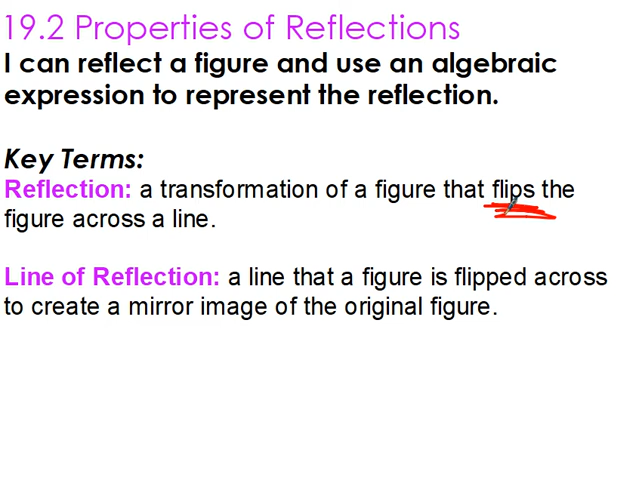 19.2 Properties of Reflections
I can reflect a figure and use an algebraic
expression to represent the reflection.
Key Terms:
Reflection: a transformation of a figure that flips the
figure across a line.
Line of Reflection: a line that a figure is flipped across
to create a mirror image of the original figure.